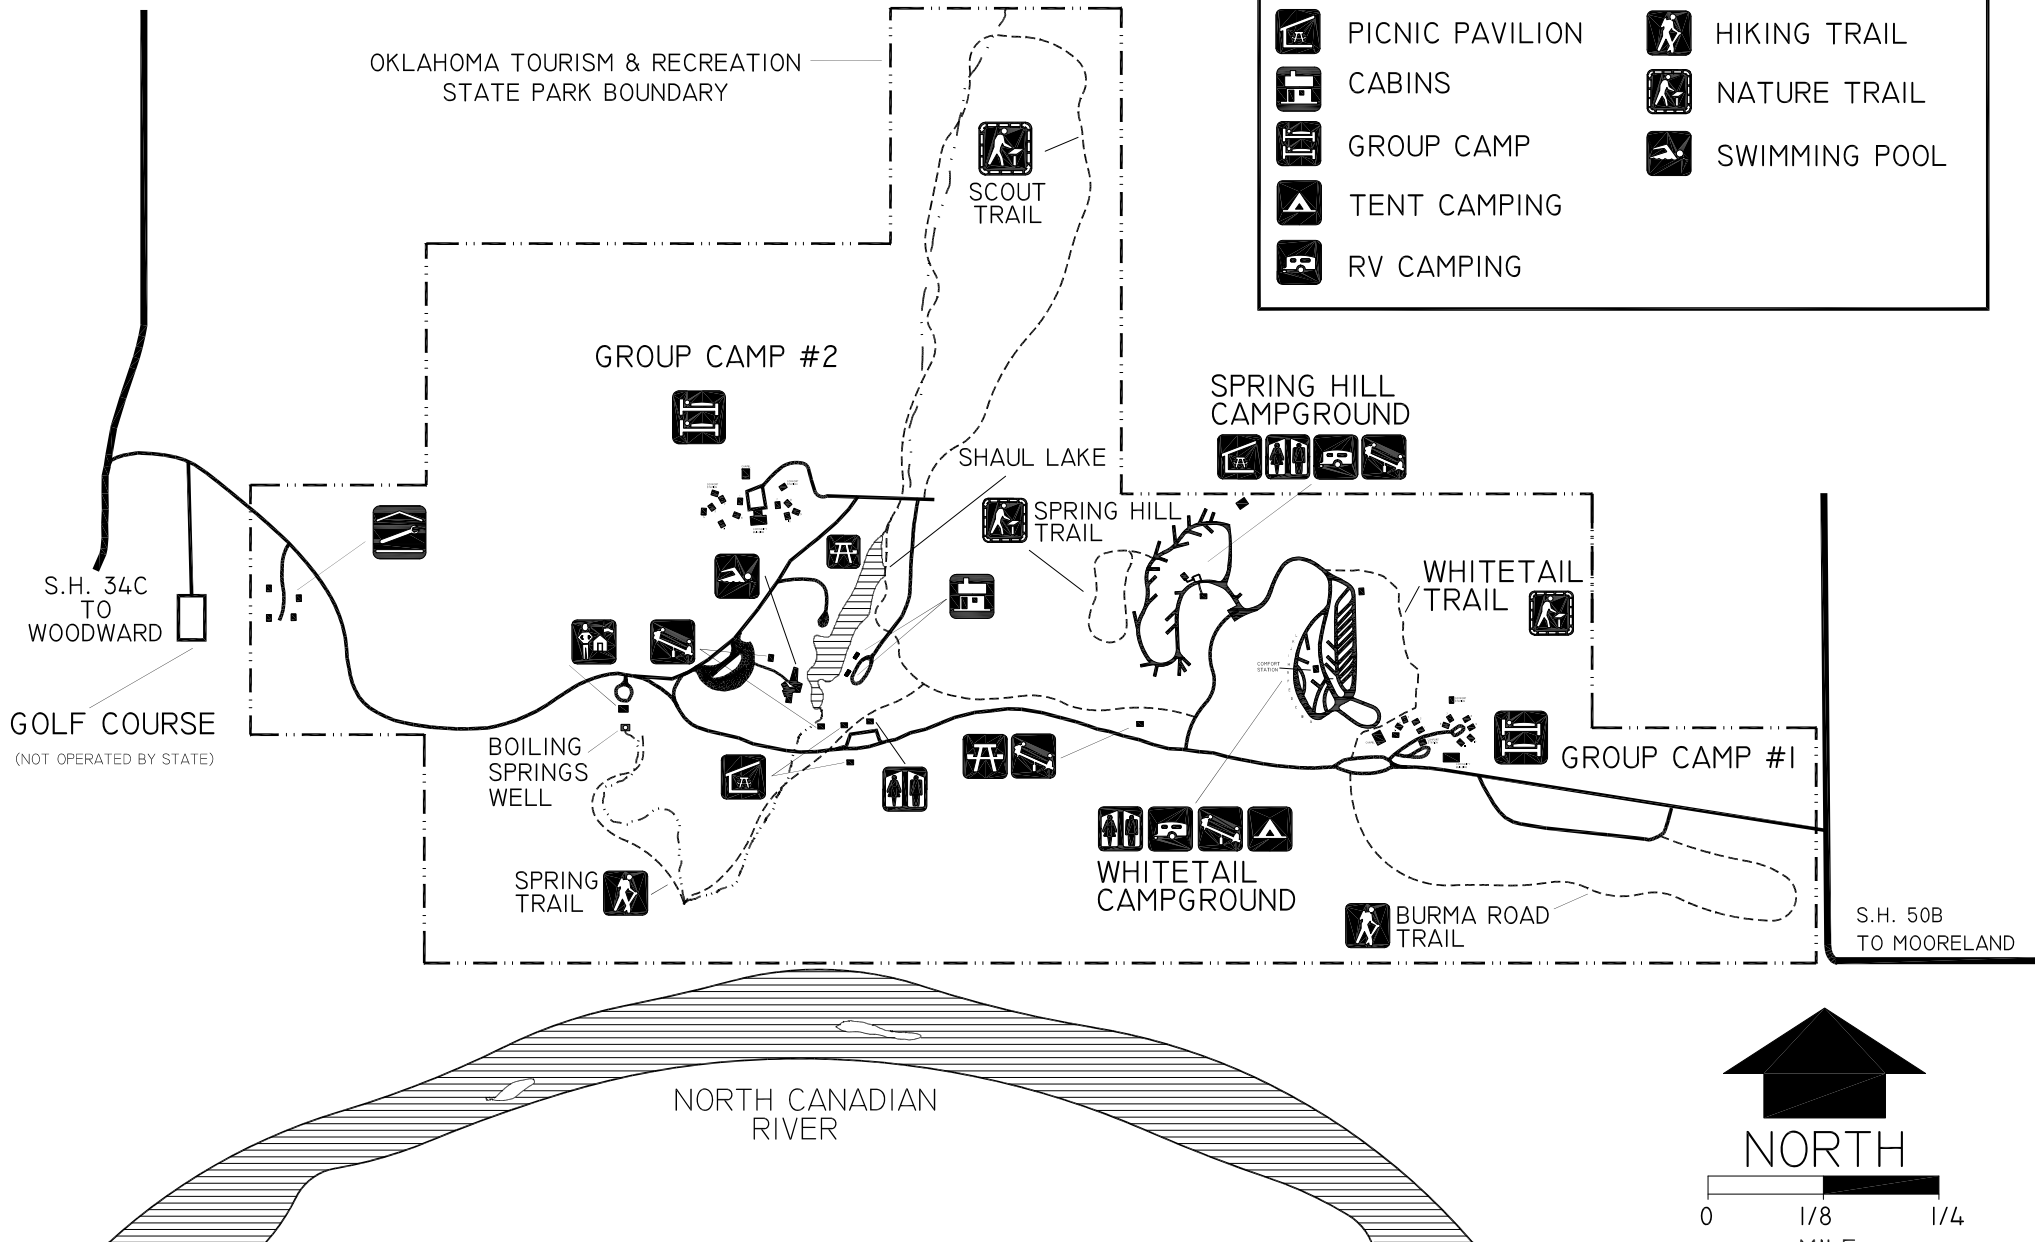 PICNIC PAVILION
CABINS
GROUP CAMP
TENT CAMPING
RV CAMPING
HIKING TRAIL
NATURE TRAIL
SWIMMING POOL
OKLAHOMA TOURISM & RECREATION
STATE PARK BOUNDARY
SCOUT
TRAIL
GROUP CAMP #2
SPRING HILL
CAMPGROUND
SHAUL LAKE
SPRING HILL
TRAIL
WHITETAIL
TRAIL
S.H. 34C
TO
WOODWARD
GOLF COURSE
(NOT OPERATED BY STATE)
COMFORT
STATION
BOILING
SPRINGS
WELL
GROUP CAMP #1
SPRING
TRAIL
WHITETAIL
CAMPGROUND
BURMA ROAD
TRAIL
S.H. 50B
TO MOORELAND
NORTH CANADIAN
RIVER
NORTH
0 1/8 1/4
MILE